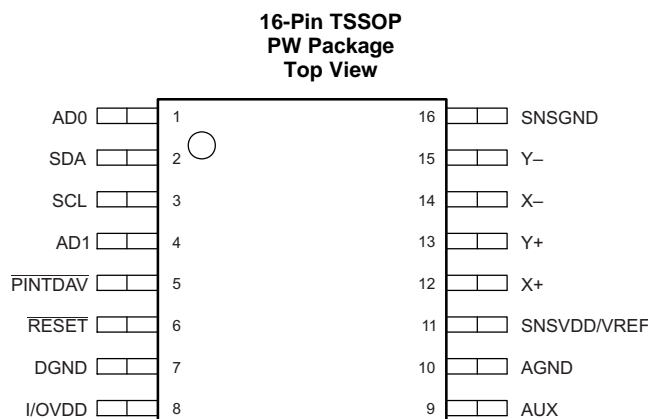 16-Pin TSSOP
PW Package
Top View
AD0 1 16 SNSGND
SDA 2 15 Y–
SCL 3 14 X–
AD1 4 13 Y+
PINTDAV 5 12 X+
RESET 6 11 SNSVDD/VREF
DGND 7 10 AGND
I/OVDD 8 9 AUX